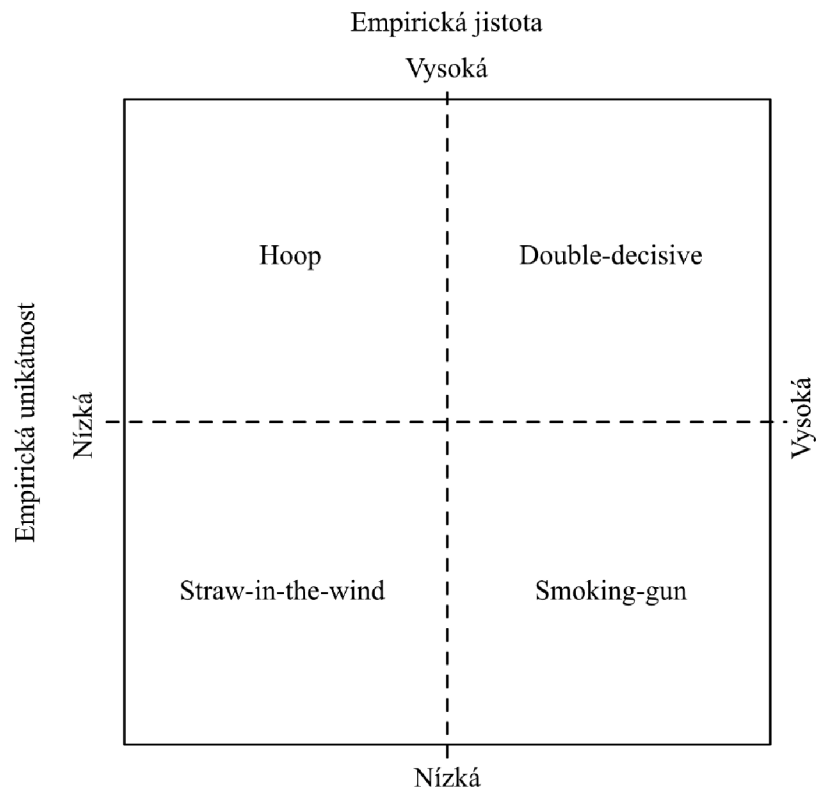 Empirická jistota
Vysoká
Hoop
Double-decisive
Empirická unikátnost
Nízká
Vysoká
Straw-in-the-wind
Smoking-gun
Nízká